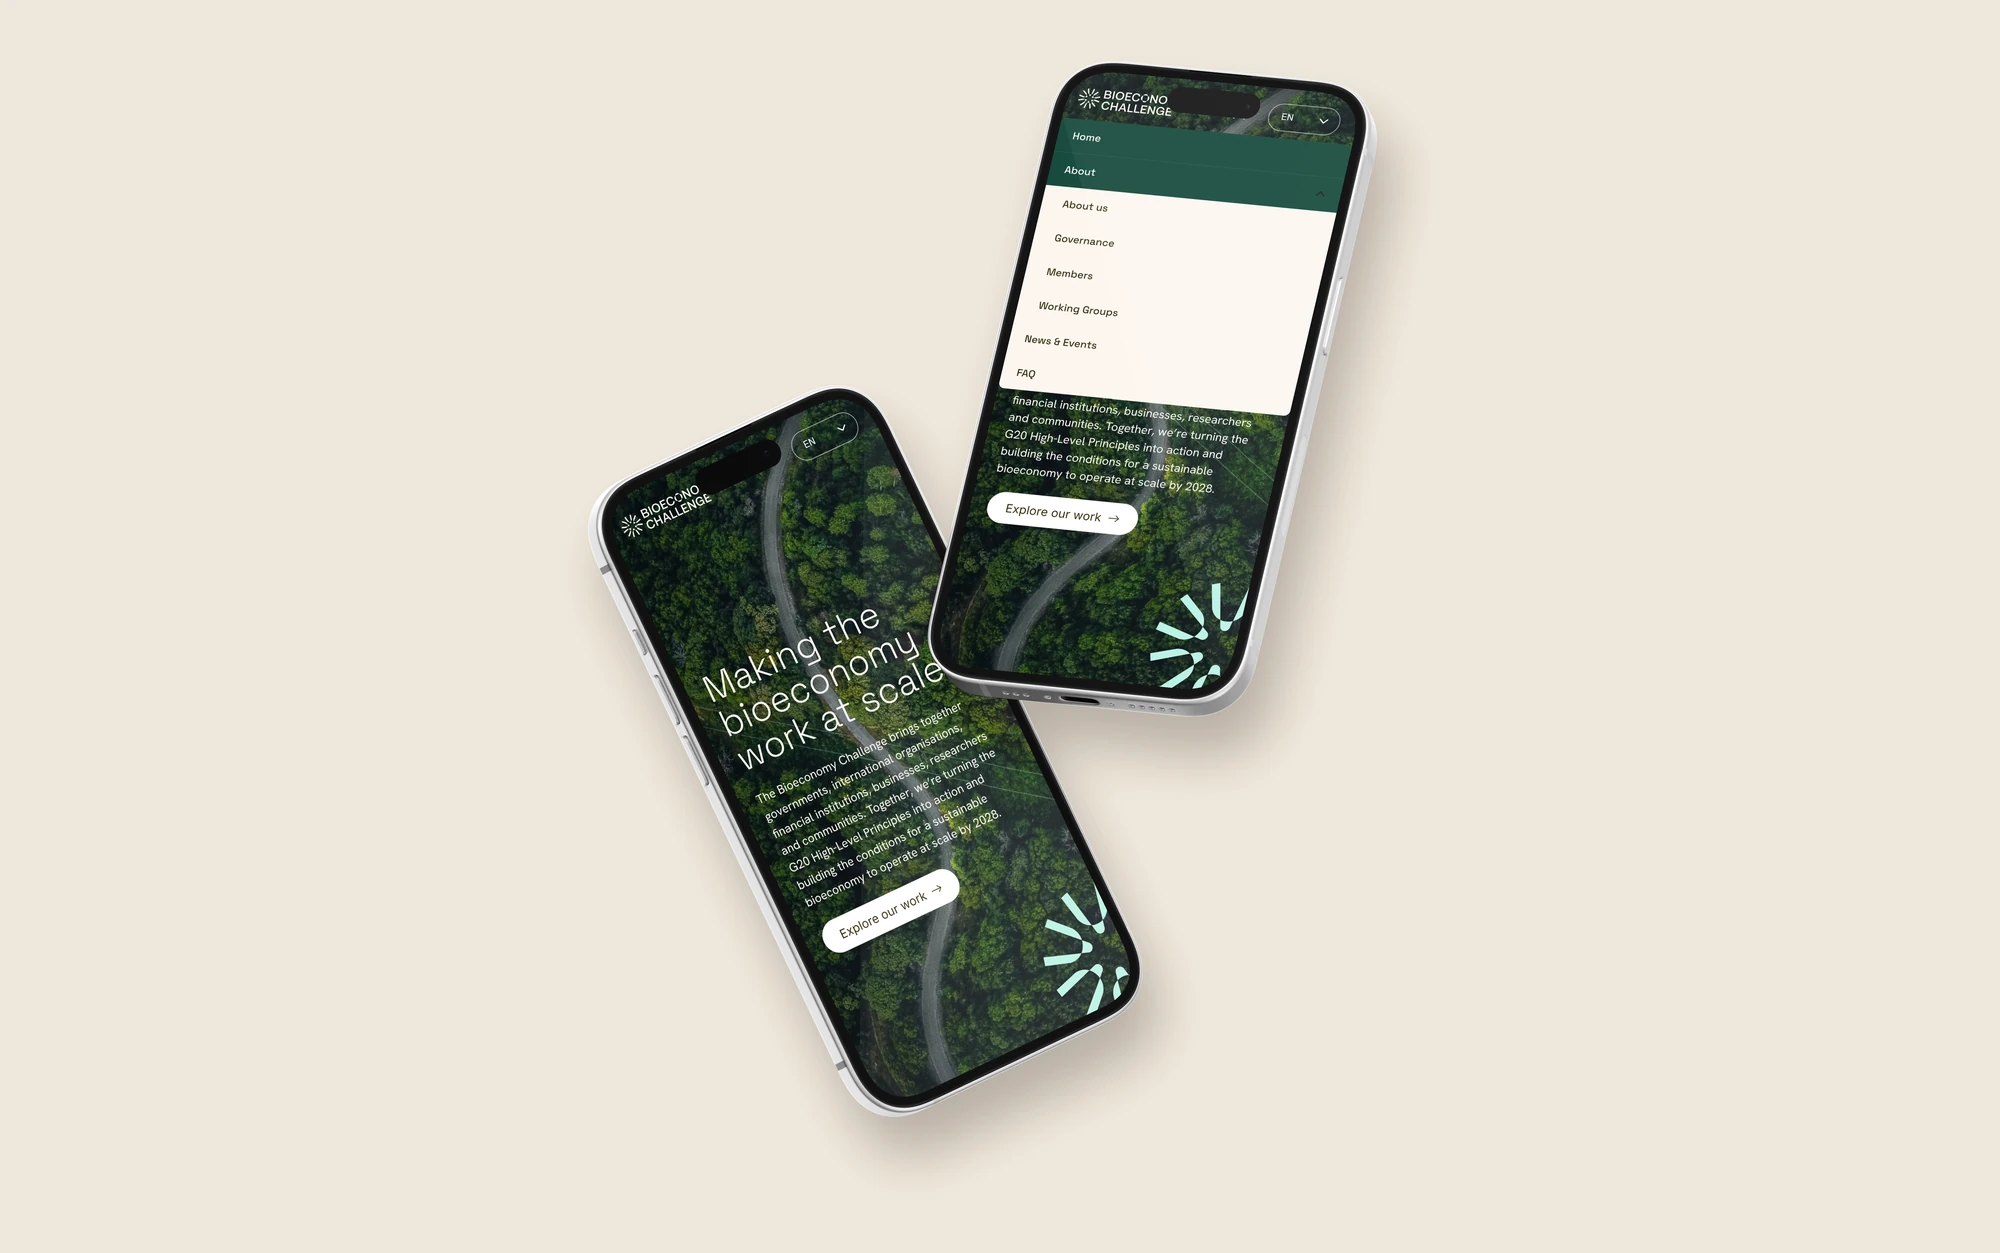 BIOECONO
CHALLENGE
EN
Making the
bioeconomy
work at scale
The Bioeconomy Challenge brings together
governments, international organisations,
financial institutions, businesses, researchers
and communities. Together, we're turning the
G20 High-Level Principles into action and
building the conditions for a sustainable
bioeconomy to operate at scale by 2028.
Explore our work →
BIOECONO
CHALLENGE
EN
Home
About
About us
Governance
Members
Working Groups
News & Events
FAQ
financial institutions, businesses, researchers
and communities. Together, we're turning the
G20 High-Level Principles into action and
building the conditions for a sustainable
bioeconomy to operate at scale by 2028.
Explore our work →